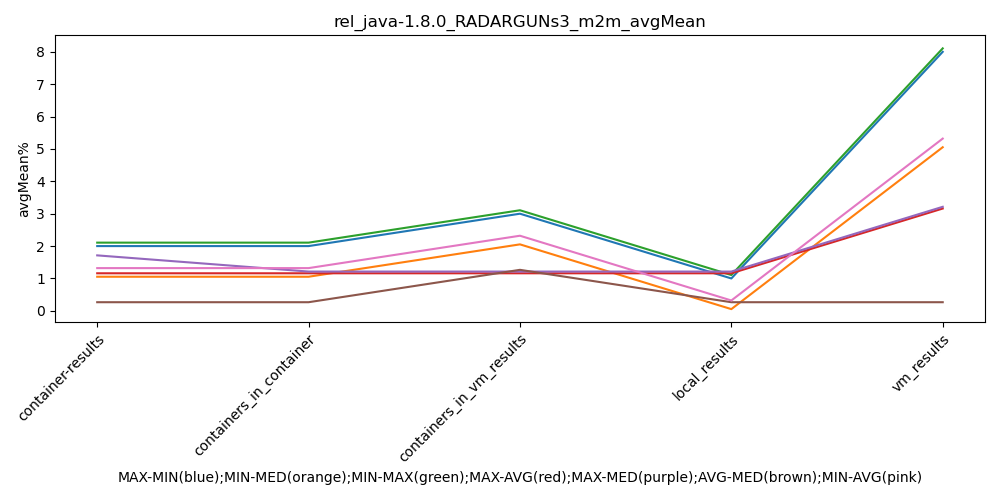 rel_java-1.8.0_RADARGUNs3_m2m_avgMean
avgMean%
8
7
6
5
4
3
2
1
0
container-results
containers_in_container
containers_in_vm_results
local_results
vm_results
MAX-MIN(blue);MIN-MED(orange);MIN-MAX(green);MAX-AVG(red);MAX-MED(purple);AVG-MED(brown);MIN-AVG(pink)